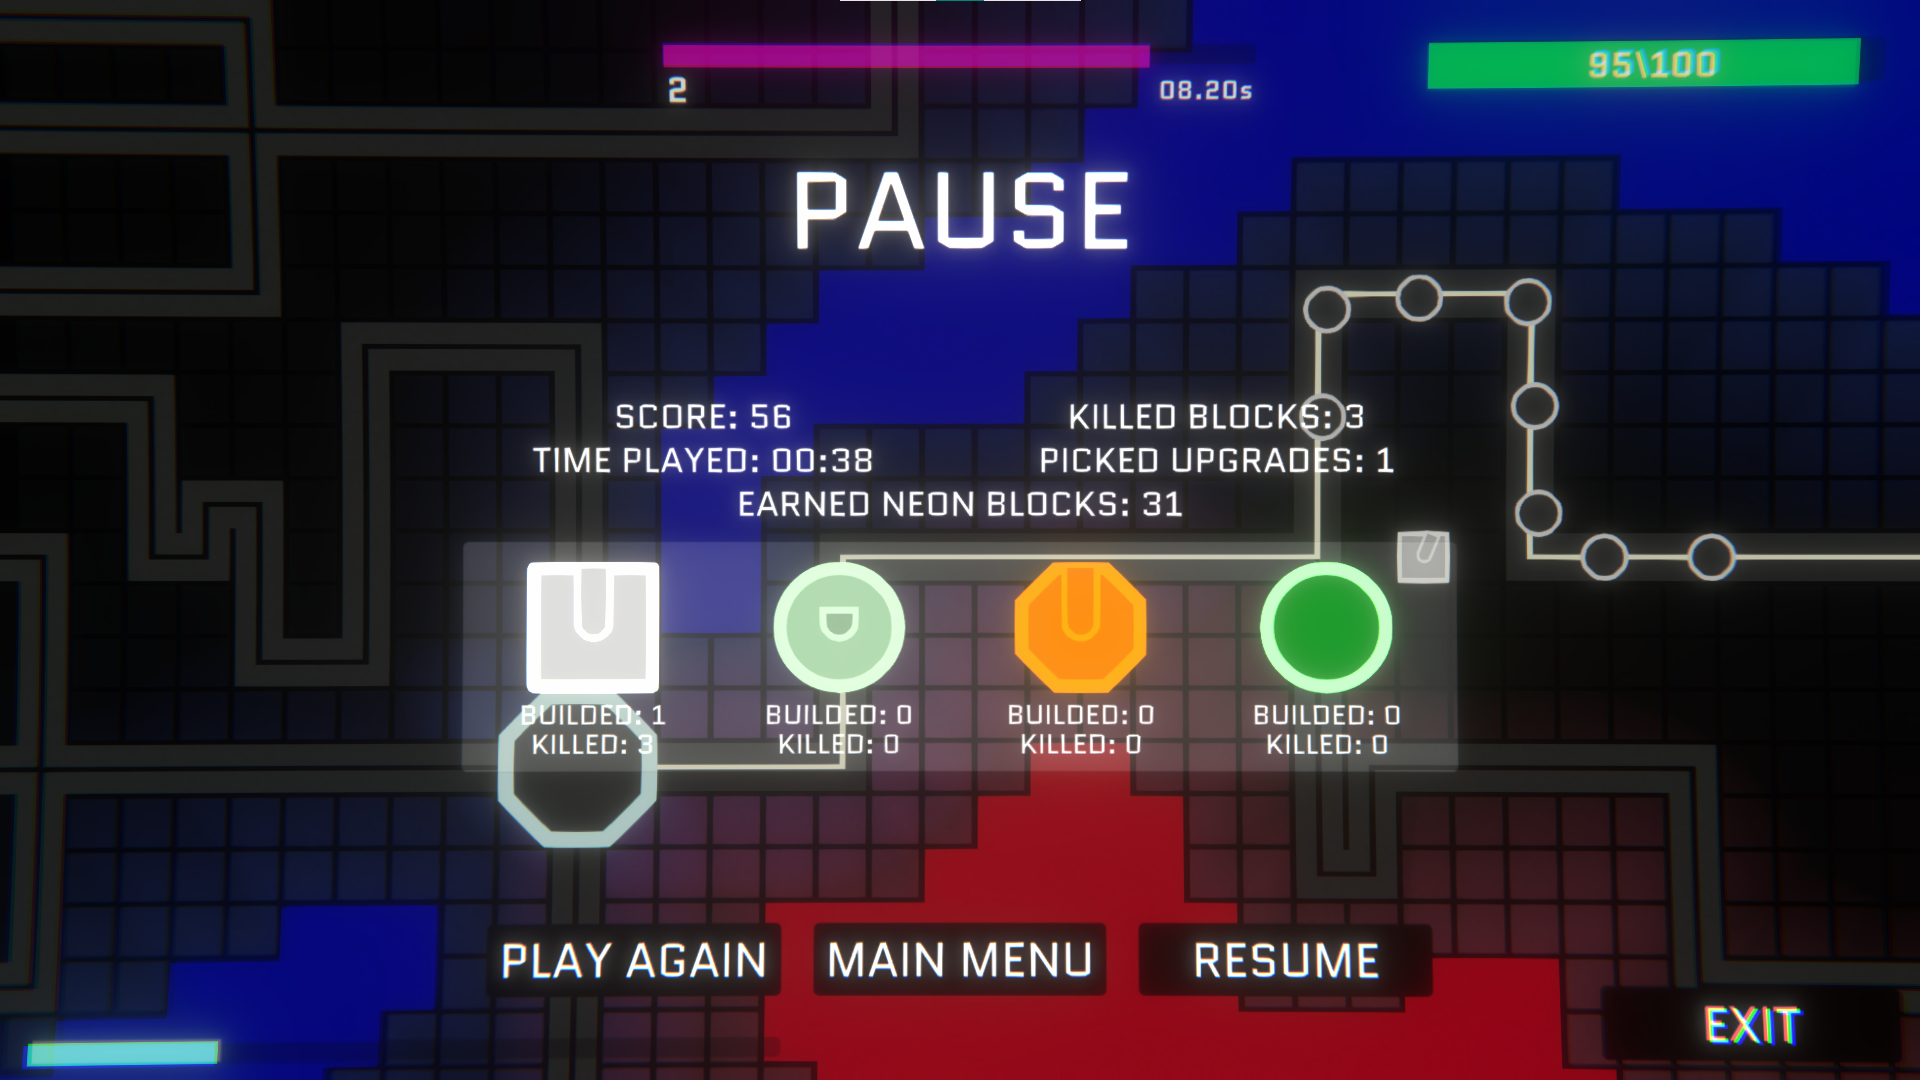 2
08.20s
95\100
PAUSE
SCORE: 56
KILLED BLOCKS: 3
TIME PLAYED: 00:38
PICKED UPGRADES: 1
EARNED NEON BLOCKS: 31
BUILDED: 1
KILLED: 3
BUILDED: 0
KILLED: 0
BUILDED: 0
KILLED: 0
BUILDED: 0
KILLED: 0
PLAY AGAIN
MAIN MENU
RESUME
EXIT